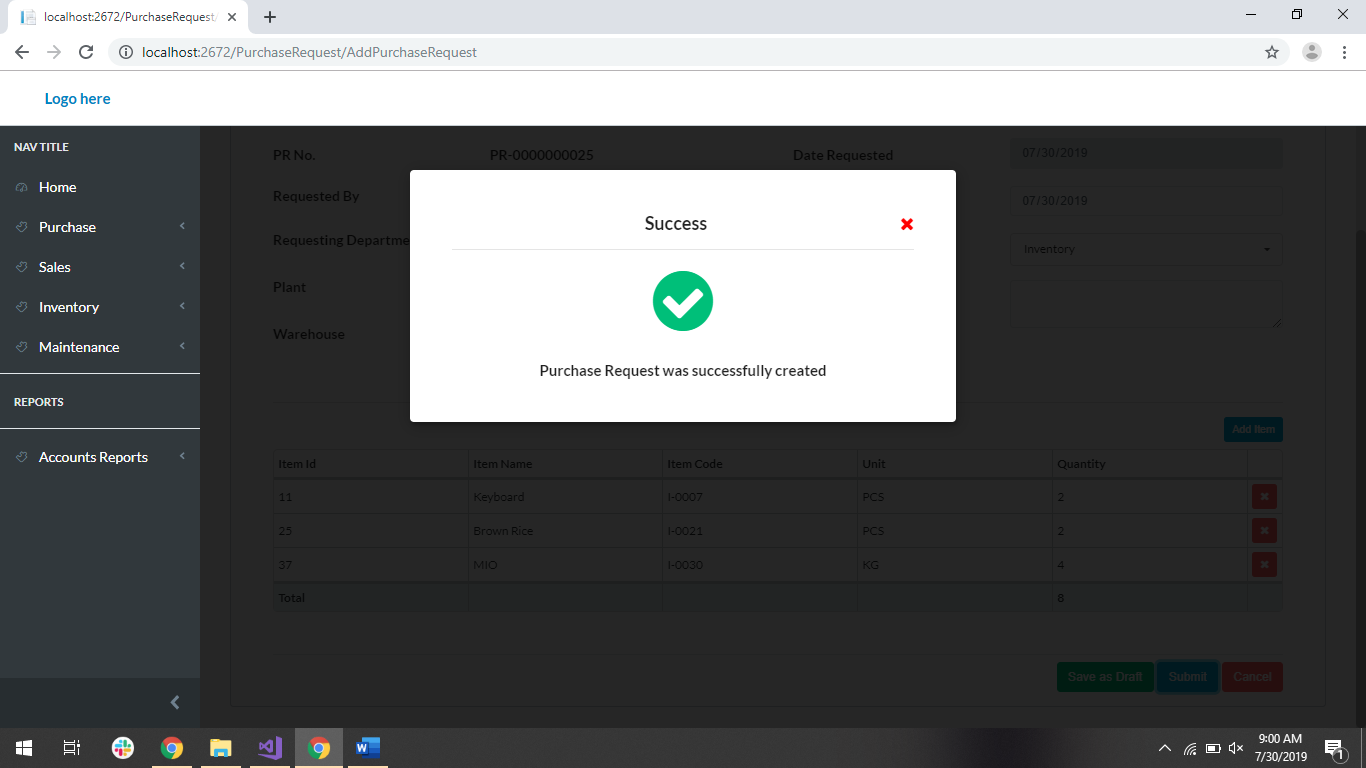 localhost:2672/PurchaseRequest/
localhost:2672/PurchaseRequest/AddPurchaseRequest
Logo here
NAV TITLE
Home
Purchase
Sales
Inventory
Maintenance
REPORTS
Accounts Reports
PR No. PR-0000000025 Date Requested 07/30/2019
Requested By 07/30/2019
Requesting Departme Inventory
Plant
Warehouse
Success
Purchase Request was successfully created
Add Item
Item Id Item Name Item Code Unit Quantity
11 Keyboard I-0007 PCS 2
25 Brown Rice I-0021 PCS 2
37 MIO I-0030 KG 4
Total 8
Save as Draft Submit Cancel
9:00 AM
7/30/2019
1